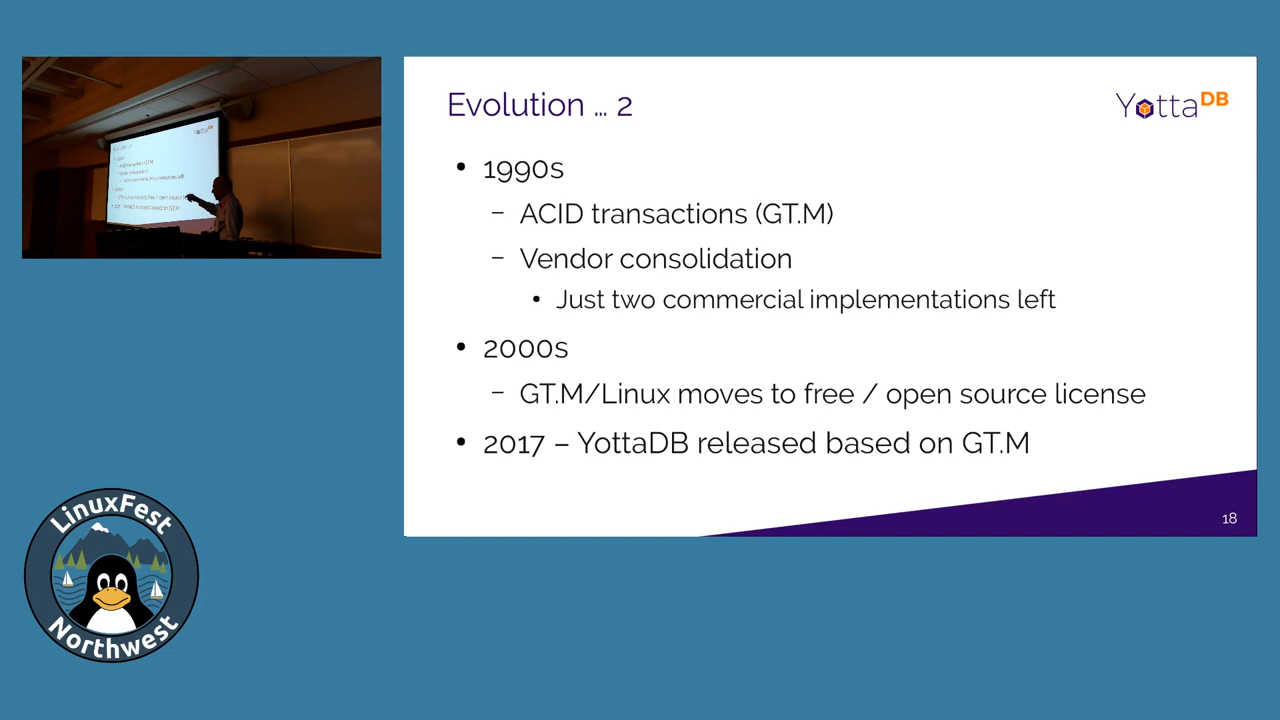 Evolution ... 2
YottaDB
• 1990s
– ACID transactions (GT.M)
– Vendor consolidation
• Just two commercial implementations left
• 2000s
– GT.M/Linux moves to free / open source license
• 2017 – YottaDB released based on GT.M
18
LinuxFest
Northwest